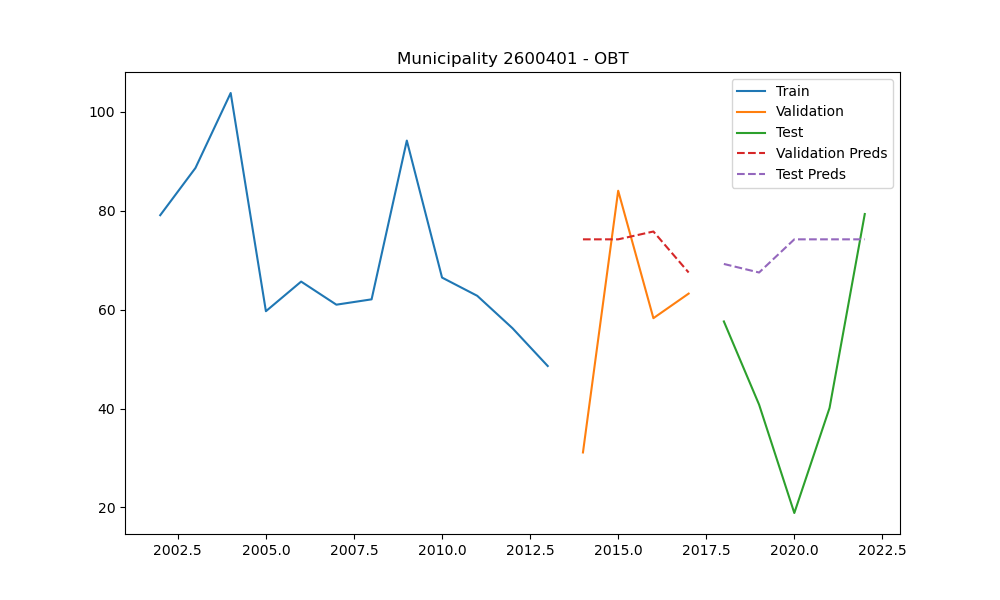 Municipality 2600401 - OBT
Train
Validation
Test
Validation Preds
Test Preds
100
80
60
40
20
2002.5 2005.0 2007.5 2010.0 2012.5 2015.0 2017.5 2020.0 2022.5